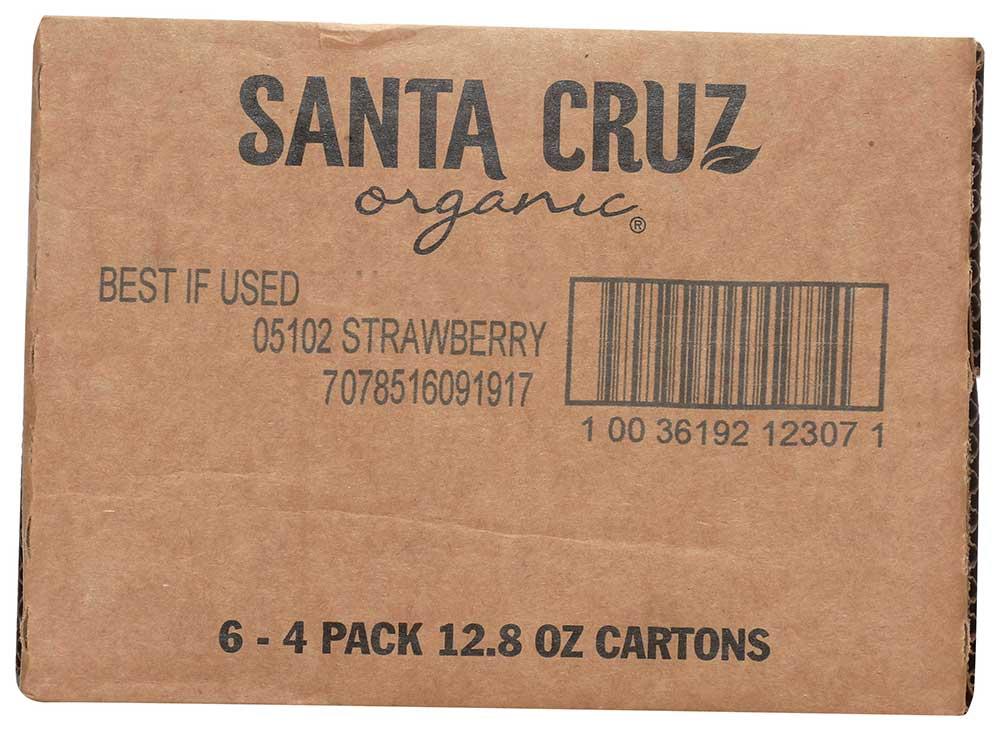 SANTA CRUZ
organic®
BEST IF USED
05102 STRAWBERRY
7078516091917
1 00 36192 12307 1
6 - 4 PACK 12.8 OZ CARTONS